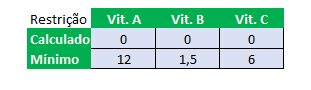 Restrição Vit. A Vit. B Vit. C
Calculado 0 0 0
Mínimo 12 1,5 6